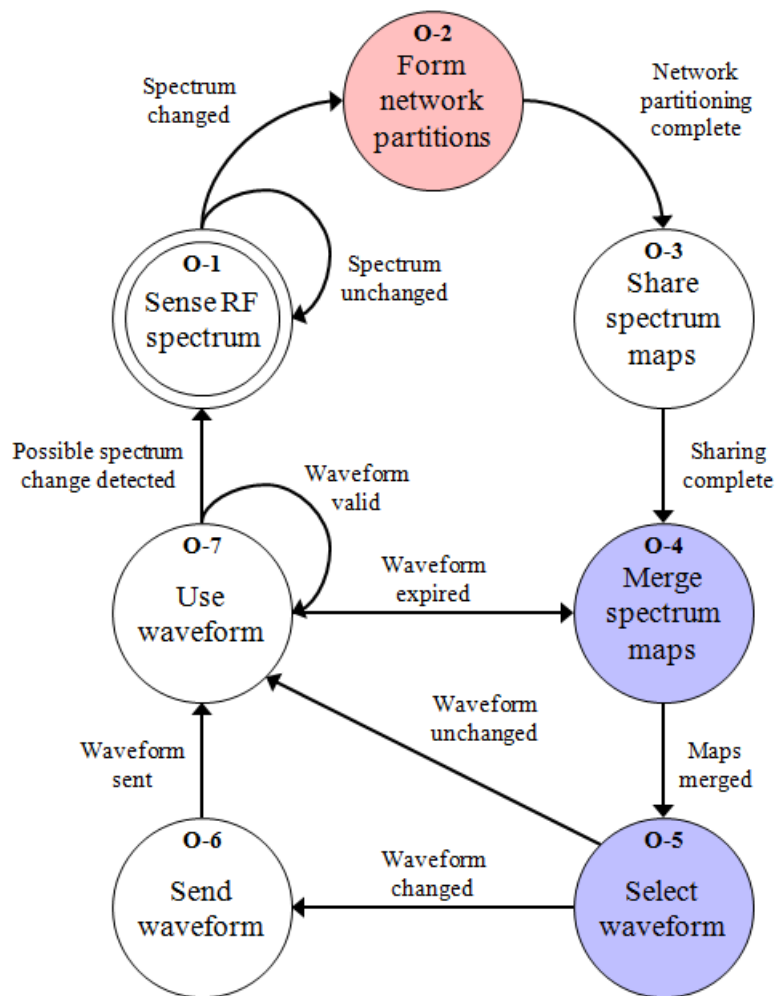 O-2
Form
network
partitions
Spectrum
changed
Network
partitioning
complete
O-1
Sense RF
spectrum
Spectrum
unchanged
O-3
Share
spectrum
maps
Possible spectrum
change detected
Waveform
valid
Sharing
complete
O-7
Use
waveform
Waveform
expired
O-4
Merge
spectrum
maps
Waveform
unchanged
Waveform
sent
Maps
merged
O-6
Send
waveform
Waveform
changed
O-5
Select
waveform